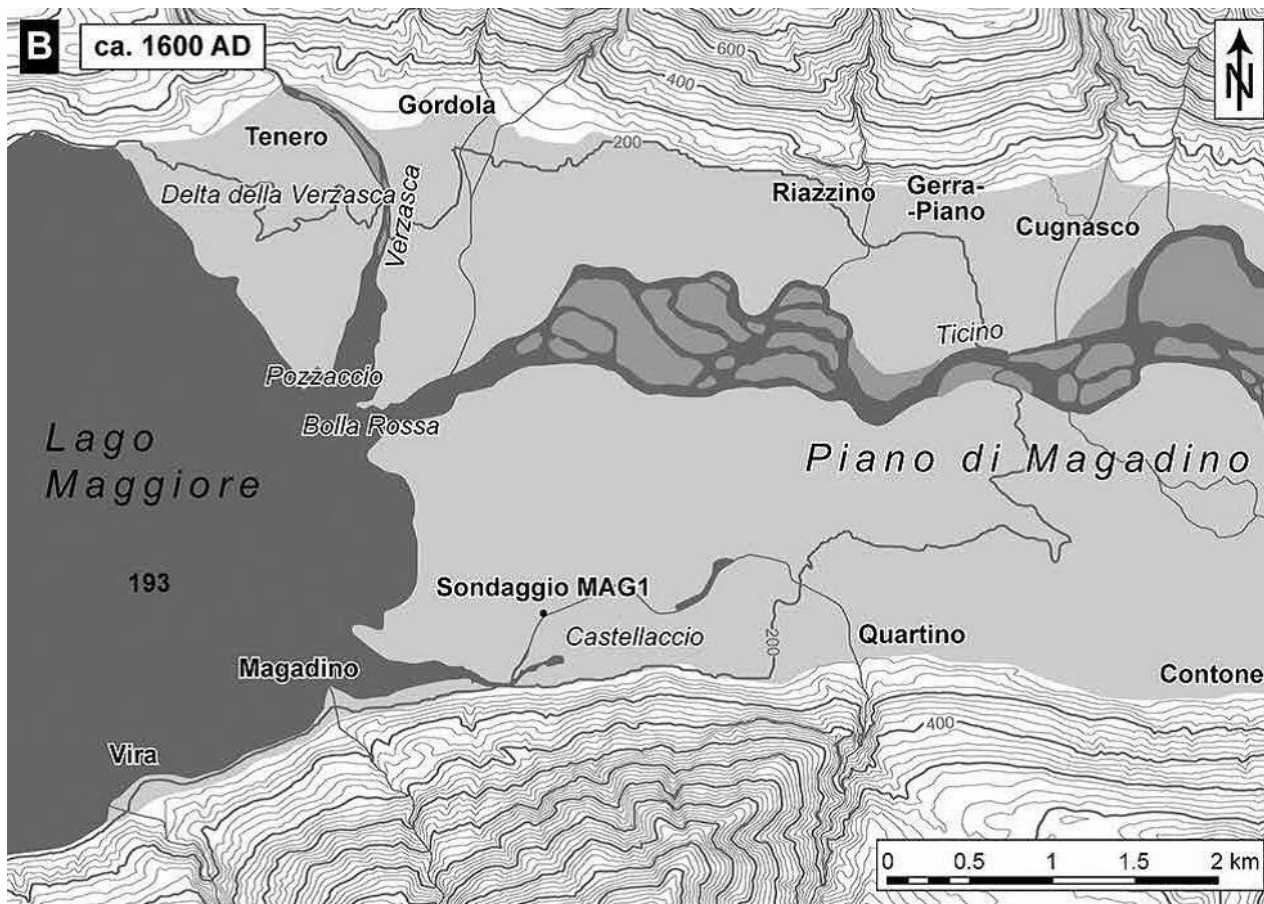 B
ca. 1600 AD
N
600
400
Gordola
Tenero
200
Delta della Verzasca
Verzasca
Riazzino
Gerra-
-Piano
Cugnasco
Ticino
Pozzaccio
Bolla Rossa
Lago
Maggiore
Piano di Magadino
193
Sondaggio MAG1
Castellaccio
200
Quartino
Magadino
Contone
400
Vira
0 0.5 1 1.5 2 km